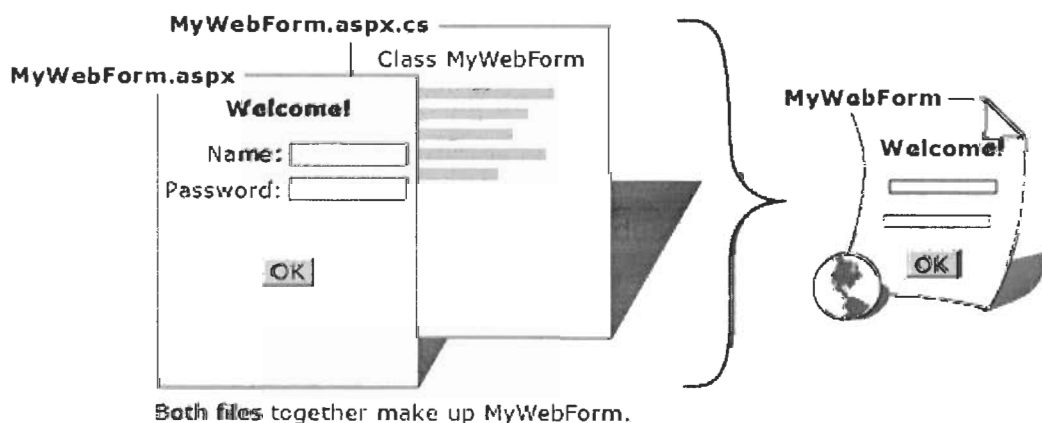 MyWebForm.aspx.cs
Class MyWebForm
MyWebForm.aspx
Welcome!
Name:
Password:
OK
MyWebForm
Welcome!
OK
Both files together make up MyWebForm.